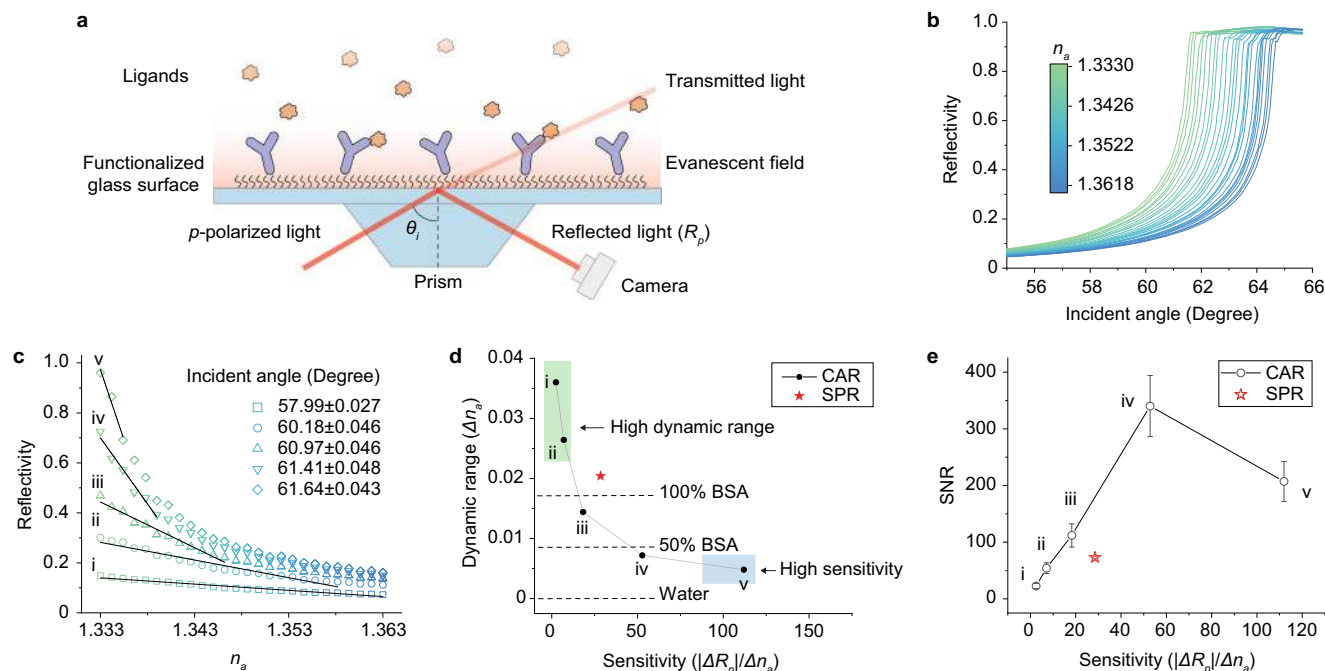 a
Ligands
Transmitted light
Functionalized
glass surface
Evanescent field
p-polarized light
θi
Reflected light (Rp)
Prism
Camera
b
Reflectivity
1.0
0.8
0.6
0.4
0.2
0
na
1.3330
1.3426
1.3522
1.3618
56 58 60 62 64 66
Incident angle (Degree)
c
Reflectivity
1.0
0.8
0.6
0.4
0.2
0
v
iv
iii
ii
i
Incident angle (Degree)
57.99±0.027
60.18±0.046
60.97±0.046
61.41±0.048
61.64±0.043
1.333 1.343 1.353 1.363
na
d
Dynamic range (Δna)
0.04
0.03
0.02
0.01
0
i
ii
iii
iv
v
CAR
SPR
High dynamic range
100% BSA
50% BSA
High sensitivity
Water
0 50 100 150
Sensitivity (|ΔRp|/Δna)
e
SNR
400
300
200
100
0
i
ii
iii
iv
v
CAR
SPR
0 20 40 60 80 100 120
Sensitivity (|ΔRp|/Δna)